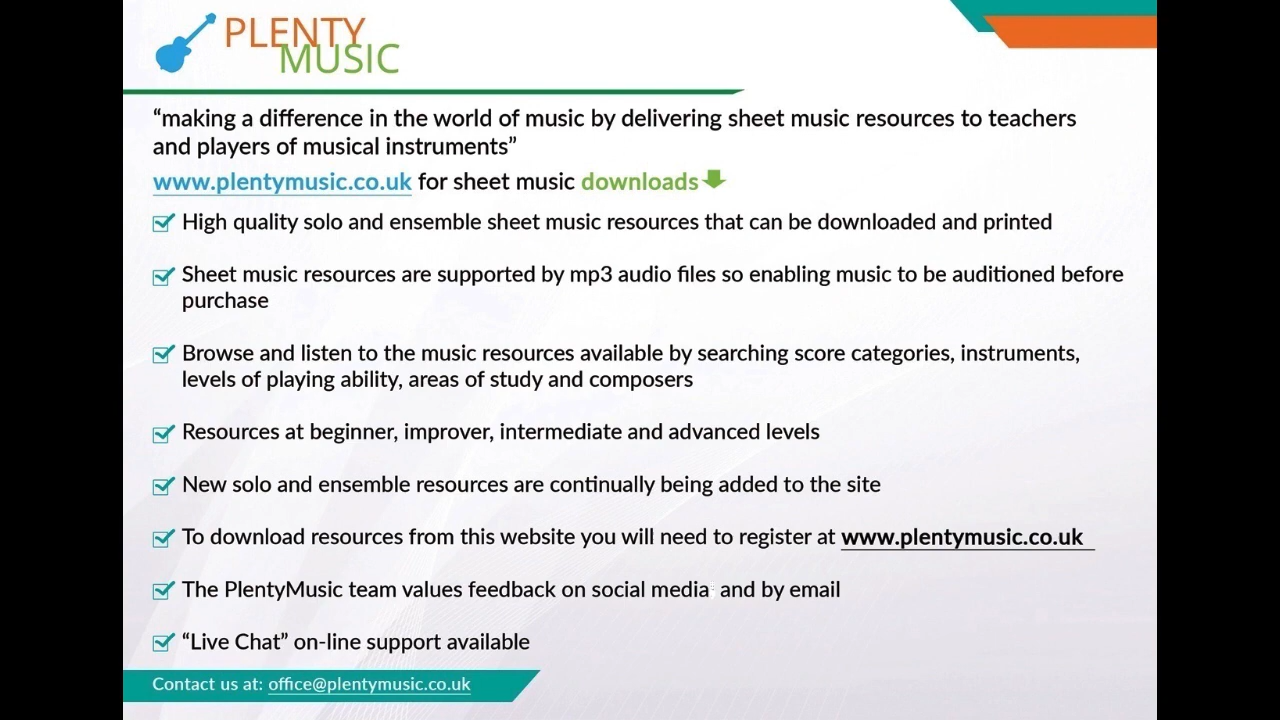 PLENTY
MUSIC
“making a difference in the world of music by delivering sheet music resources to teachers
and players of musical instruments”
www.plentymusic.co.uk for sheet music downloads
High quality solo and ensemble sheet music resources that can be downloaded and printed
Sheet music resources are supported by mp3 audio files so enabling music to be auditioned before
purchase
Browse and listen to the music resources available by searching score categories, instruments,
levels of playing ability, areas of study and composers
Resources at beginner, improver, intermediate and advanced levels
New solo and ensemble resources are continually being added to the site
To download resources from this website you will need to register at www.plentymusic.co.uk
The PlentyMusic team values feedback on social media and by email
“Live Chat” on-line support available
Contact us at: office@plentymusic.co.uk